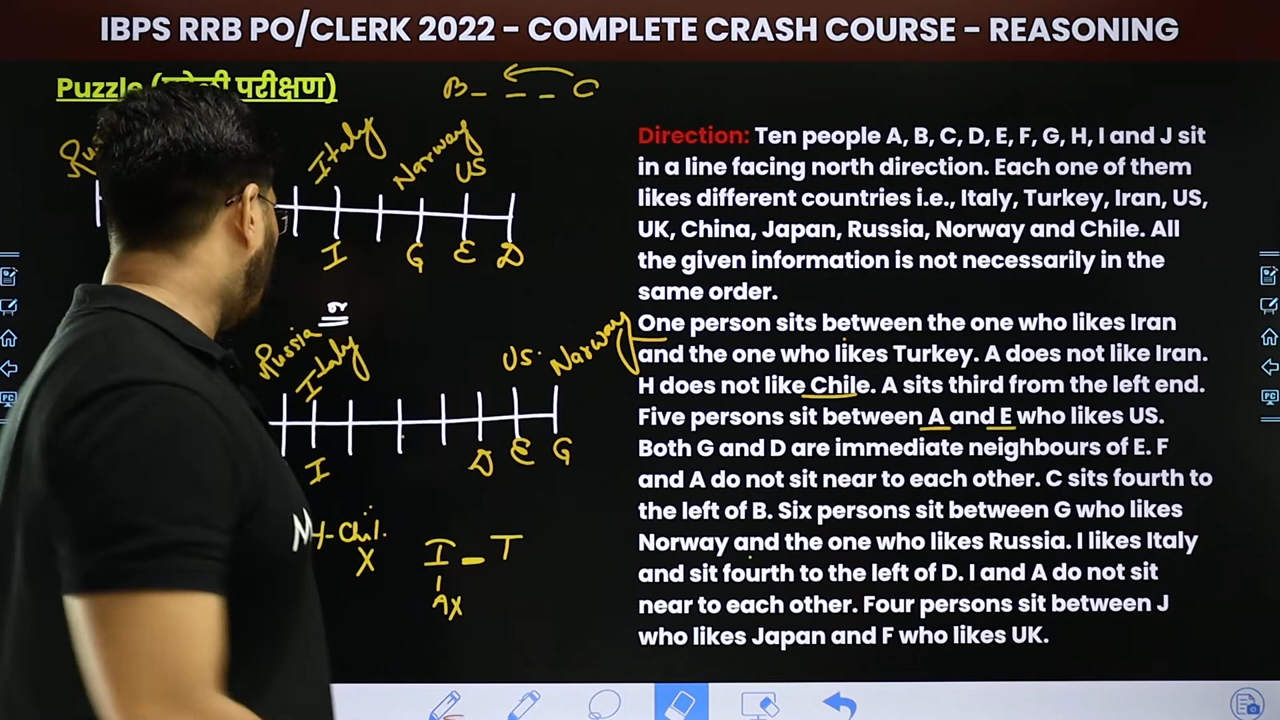 IBPS RRB PO/CLERK 2022 - COMPLETE CRASH COURSE - REASONING
Puzzle ( परीक्षण)
B _ _ _ C
Italy
Norway
US
I G E D
or
Russia
Italy
US.
Norway
I D E G
H-Chil.
X
I - T
A X
Direction: Ten people A, B, C, D, E, F, G, H, I and J sit
in a line facing north direction. Each one of them
likes different countries i.e., Italy, Turkey, Iran, US,
UK, China, Japan, Russia, Norway and Chile. All
the given information is not necessarily in the
same order.
One person sits between the one who likes Iran
and the one who likes Turkey. A does not like Iran.
H does not like Chile. A sits third from the left end.
Five persons sit between A and E who likes US.
Both G and D are immediate neighbours of E. F
and A do not sit near to each other. C sits fourth to
the left of B. Six persons sit between G who likes
Norway and the one who likes Russia. I likes Italy
and sit fourth to the left of D. I and A do not sit
near to each other. Four persons sit between J
who likes Japan and F who likes UK.
PC
PC